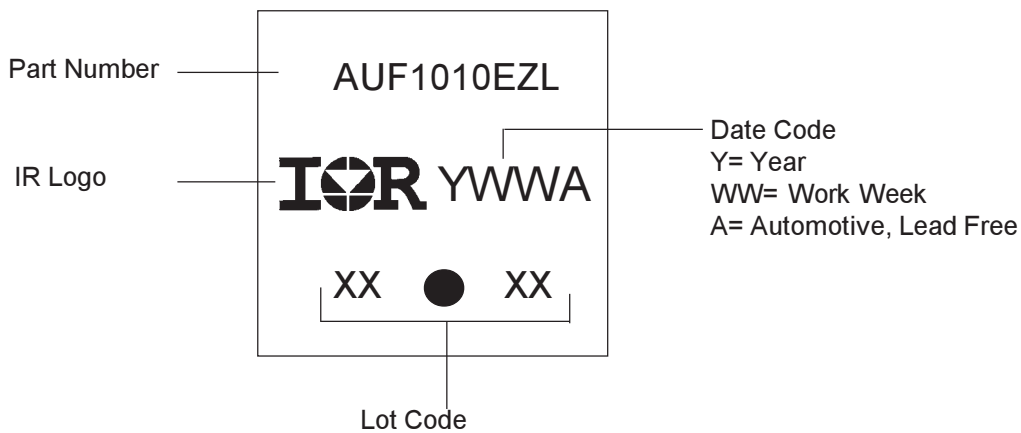 Part Number
AUF1010EZL
IR Logo
IOR YWWA
Date Code
Y= Year
WW= Work Week
A= Automotive, Lead Free
XX XX
Lot Code